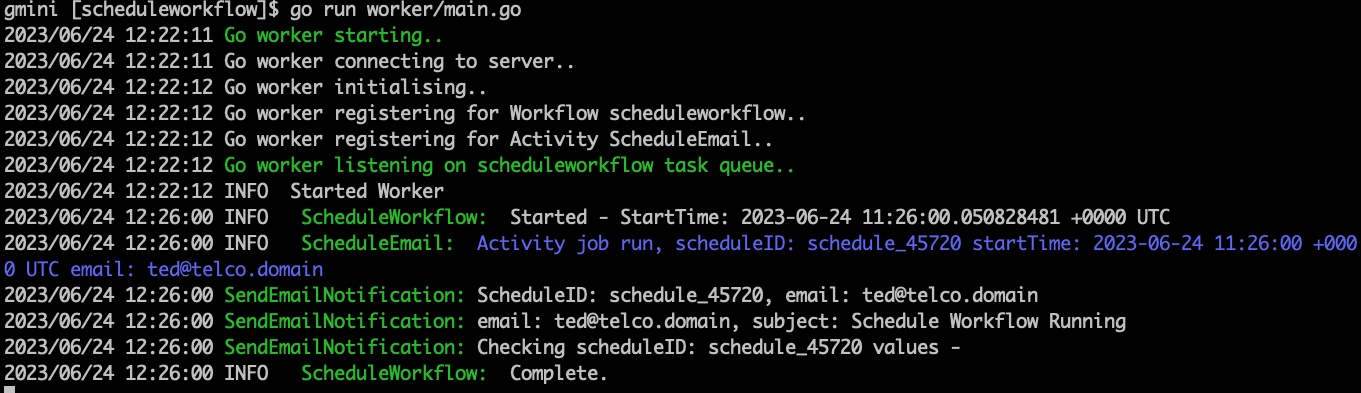 gmini [scheduleworkflow]$ go run worker/main.go
2023/06/24 12:22:11 Go worker starting..
2023/06/24 12:22:11 Go worker connecting to server..
2023/06/24 12:22:12 Go worker initialising..
2023/06/24 12:22:12 Go worker registering for Workflow scheduleworkflow..
2023/06/24 12:22:12 Go worker registering for Activity ScheduleEmail..
2023/06/24 12:22:12 Go worker listening on scheduleworkflow task queue..
2023/06/24 12:22:12 INFO  Started Worker
2023/06/24 12:26:00 INFO   ScheduleWorkflow:  Started - StartTime: 2023-06-24 11:26:00.050828481 +0000 UTC
2023/06/24 12:26:00 INFO   ScheduleEmail:  Activity job run, scheduleID: schedule_45720 startTime: 2023-06-24 11:26:00 +000
0 UTC email: ted@telco.domain
2023/06/24 12:26:00 SendEmailNotification: ScheduleID: schedule_45720, email: ted@telco.domain
2023/06/24 12:26:00 SendEmailNotification: email: ted@telco.domain, subject: Schedule Workflow Running
2023/06/24 12:26:00 SendEmailNotification: Checking scheduleID: schedule_45720 values -
2023/06/24 12:26:00 INFO   ScheduleWorkflow:  Complete.